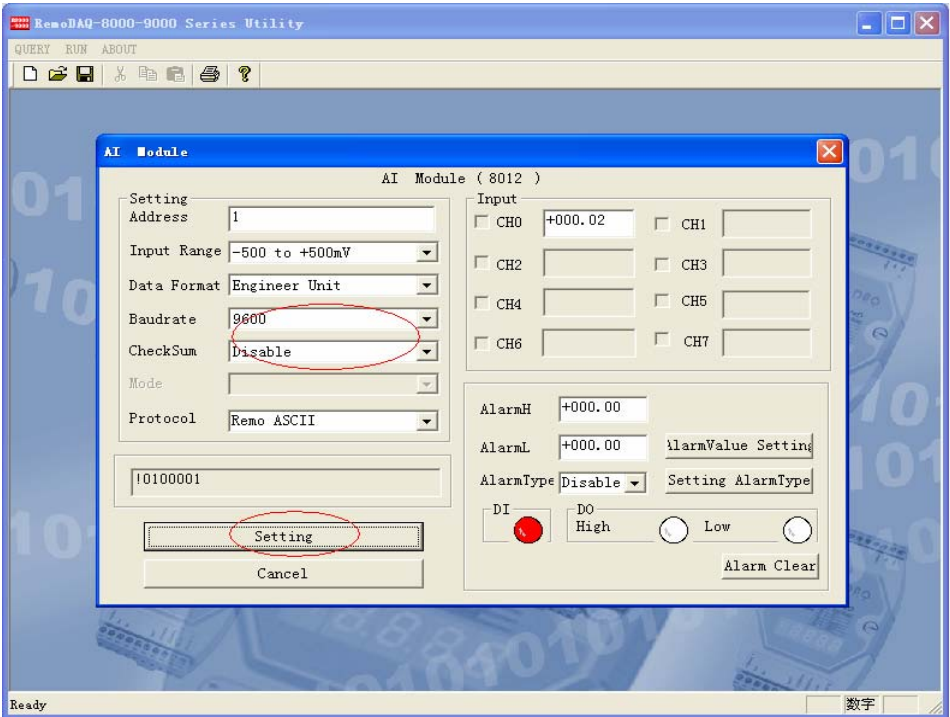 RemoDAQ-8000-9000 Series Utility
QUERY RUN ABOUT
AI Module
AI Module ( 8012 )
Setting
Address 1
Input Range -500 to +500mV
Data Format Engineer Unit
Baudrate 9600
CheckSum Disable
Mode
Protocol Remo ASCII
!0100001
Setting
Cancel
Input
CH0 +000.02 CH1
CH2 CH3
CH4 CH5
CH6 CH7
AlarmH +000.00
AlarmL +000.00 AlarmValue Setting
AlarmType Disable Setting AlarmType
DI DO
High Low
Alarm Clear
Ready 数字